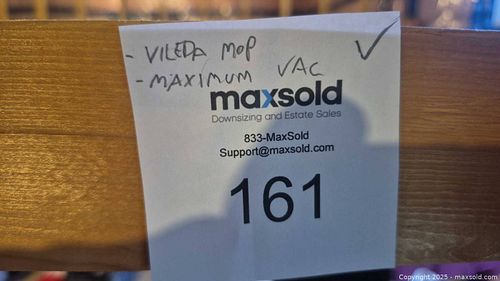 - VILEDA MOP ✓
- MAXIMUM VAC
maxsold
Downsizing and Estate Sales
833-MaxSold
Support@maxsold.com
161
Copyright 2025 - maxsold.com